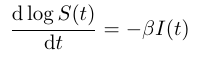 d log S(t) / dt = −βI(t)